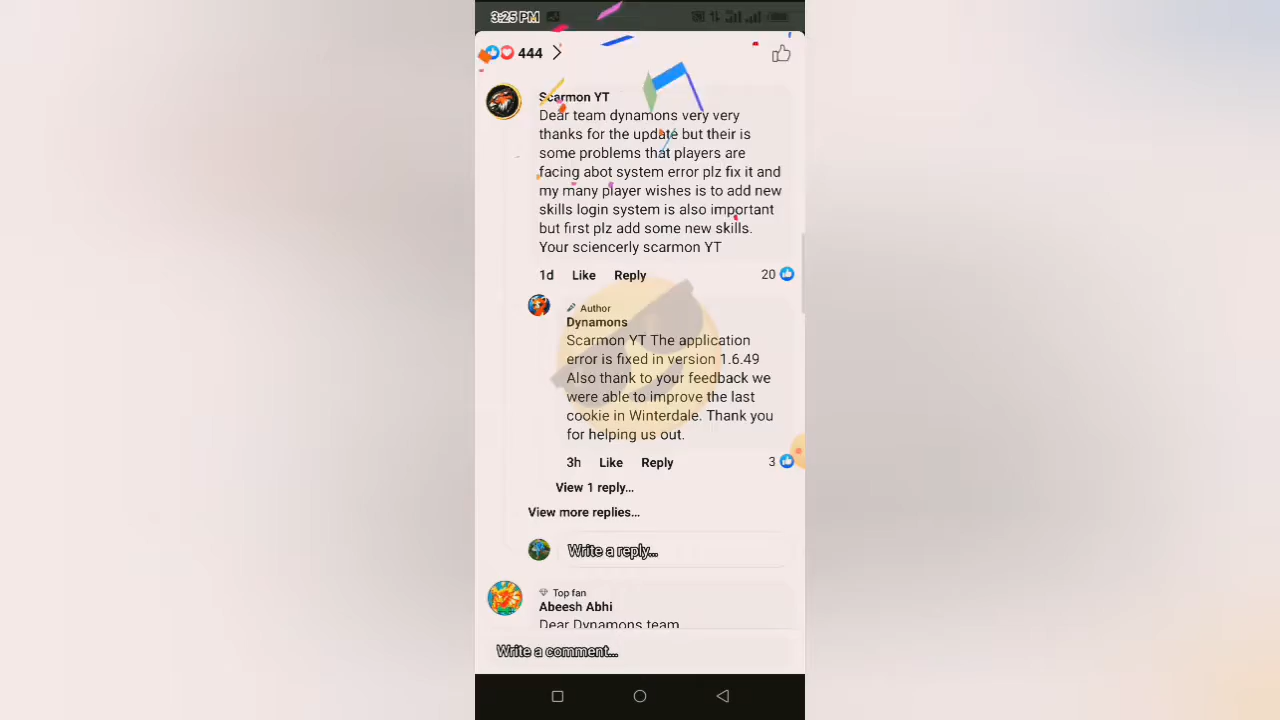 3:25 PM
444
Scarmon YT
Dear team dynamons very very
thanks for the update but their is
some problems that players are
facing abot system error plz fix it and
my many player wishes is to add new
skills login system is also important
but first plz add some new skills.
Your sciencerly scarmon YT
1d Like Reply 20
Author
Dynamons
Scarmon YT The application
error is fixed in version 1.6.49
Also thank to your feedback we
were able to improve the last
cookie in Winterdale. Thank you
for helping us out.
3h Like Reply 3
View 1 reply...
View more replies...
Write a reply...
Top fan
Abeesh Abhi
Dear Dynamons team
Write a comment...